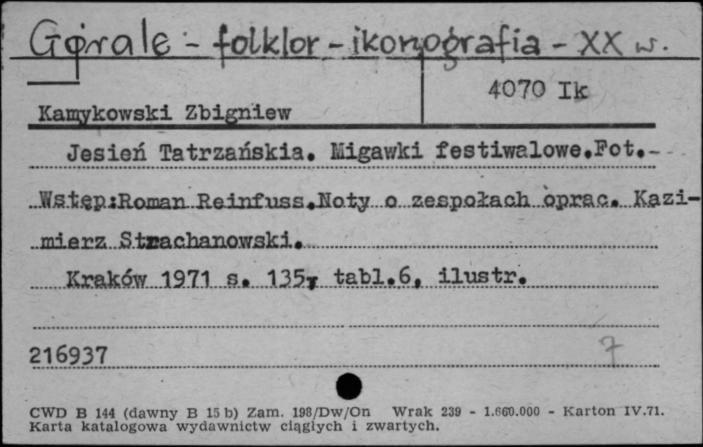 Górale - folklor - ikonografia - XX w.
4070 Ik
Kamykowski Zbigniew
Jesień Tatrzańskia. Migawki festiwalowe.Fot.-
Wstęp:Roman Reinfuss.Noty o zespołach oprac. Kazi-
mierz Strachanowski.
Kraków 1971 s. 135, tabl.6, ilustr.
216937
7
CWD B 144 (dawny B 15 b) Zam. 198/Dw/On Wrak 239 - 1.660.000 - Karton IV.71.
Karta katalogowa wydawnictw ciągłych i zwartych.